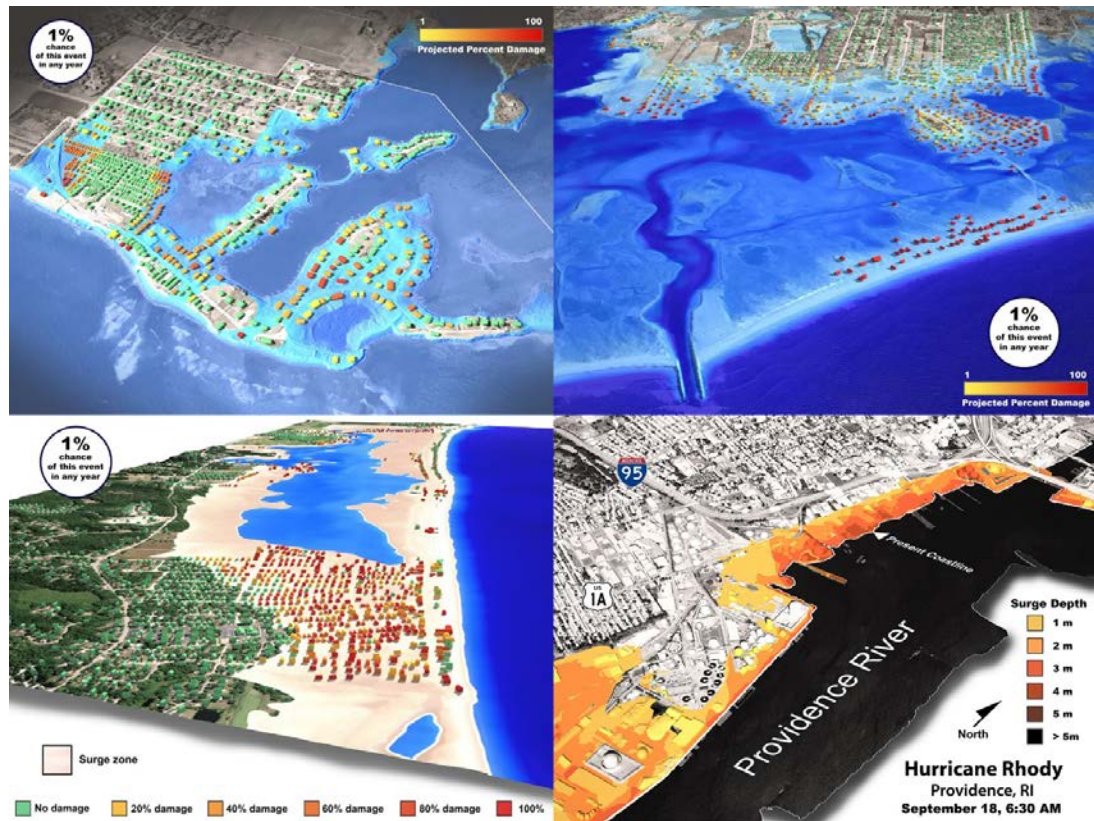 1%
chance
of this event
in any year
1 100
Projected Percent Damage
1%
chance
of this event
in any year
1 100
Projected Percent Damage
1%
chance
of this event
in any year
Surge zone
No damage 20% damage 40% damage 60% damage 80% damage 100%
95
US
1A
Present Coastline
Providence River
Surge Depth
1 m
2 m
3 m
4 m
5 m
> 5m
North
Hurricane Rhody
Providence, RI
September 18, 6:30 AM